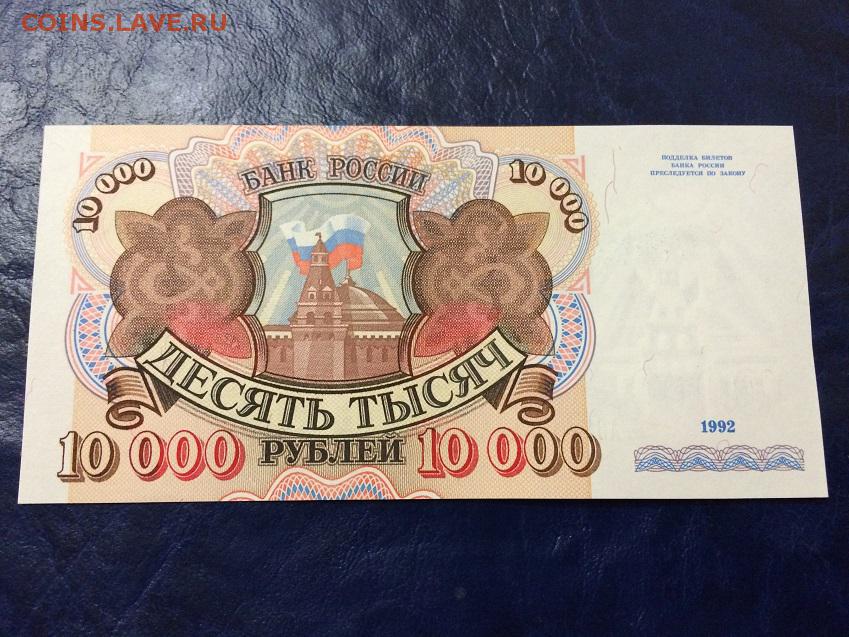 COINS.LAVE.RU
10 000
БАНК РОССИИ
10 000
ПОДДЕЛКА БИЛЕТОВ
БАНКА РОССИИ
ПРЕСЛЕДУЕТСЯ ПО ЗАКОНУ
ДЕСЯТЬ ТЫСЯЧ
10 000 РУБЛЕЙ 10 000
1992